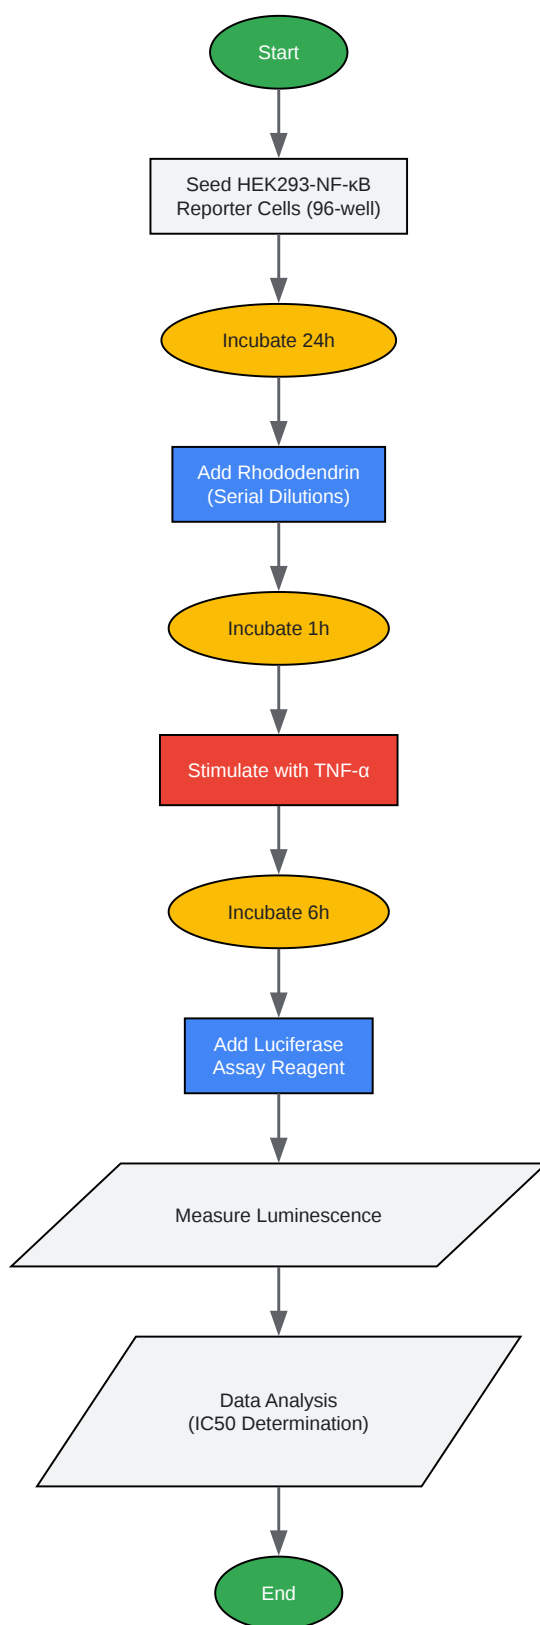 Start
Seed HEK293-NF-κB
Reporter Cells (96-well)
Incubate 24h
Add Rhododendrin
(Serial Dilutions)
Incubate 1h
Stimulate with TNF-α
Incubate 6h
Add Luciferase
Assay Reagent
Measure Luminescence
Data Analysis
(IC50 Determination)
End